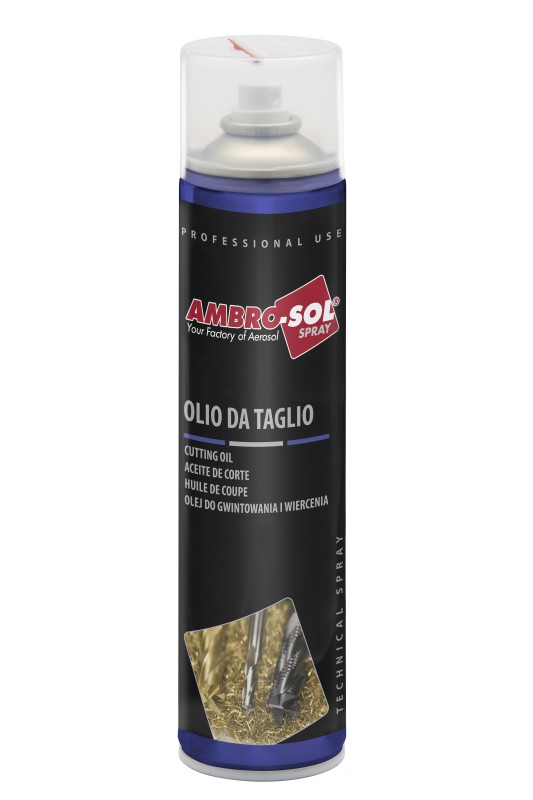 PROFESSIONAL USE
AMBRO-SOL®
SPRAY
Your Factory of Aerosol
OLIO DA TAGLIO
CUTTING OIL
ACEITE DE CORTE
HUILE DE COUPE
OLEJ DO GWINTOWANIA I WIERCENIA
TECHNICAL SPRAY